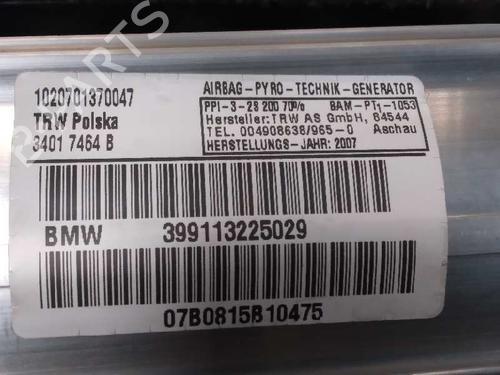 1020701370047
TRW Polska
3401 7464 B
AIRBAG-PYRO-TECHNIK-GENERATOR
PPI-3-28 200 70% BAM-PT1-1053
Hersteller:TRW AS GmbH, 84544
TEL. 004908638/965-0 Aschau
HERSTELLUNGS-JAHR: 2007
BMW 399113225029
07B0815B10475